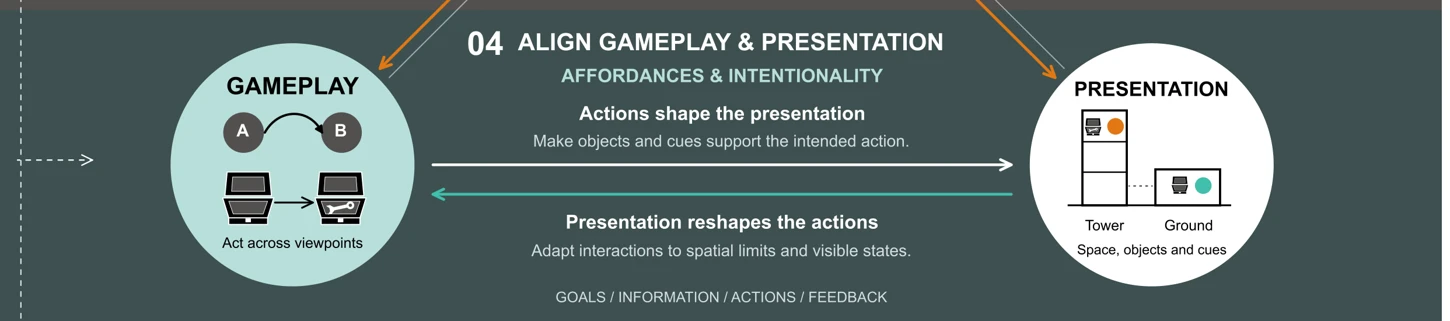 04 ALIGN GAMEPLAY & PRESENTATION
AFFORDANCES & INTENTIONALITY
GAMEPLAY
A B
Act across viewpoints
Actions shape the presentation
Make objects and cues support the intended action.
Presentation reshapes the actions
Adapt interactions to spatial limits and visible states.
GOALS / INFORMATION / ACTIONS / FEEDBACK
PRESENTATION
Tower Ground
Space, objects and cues